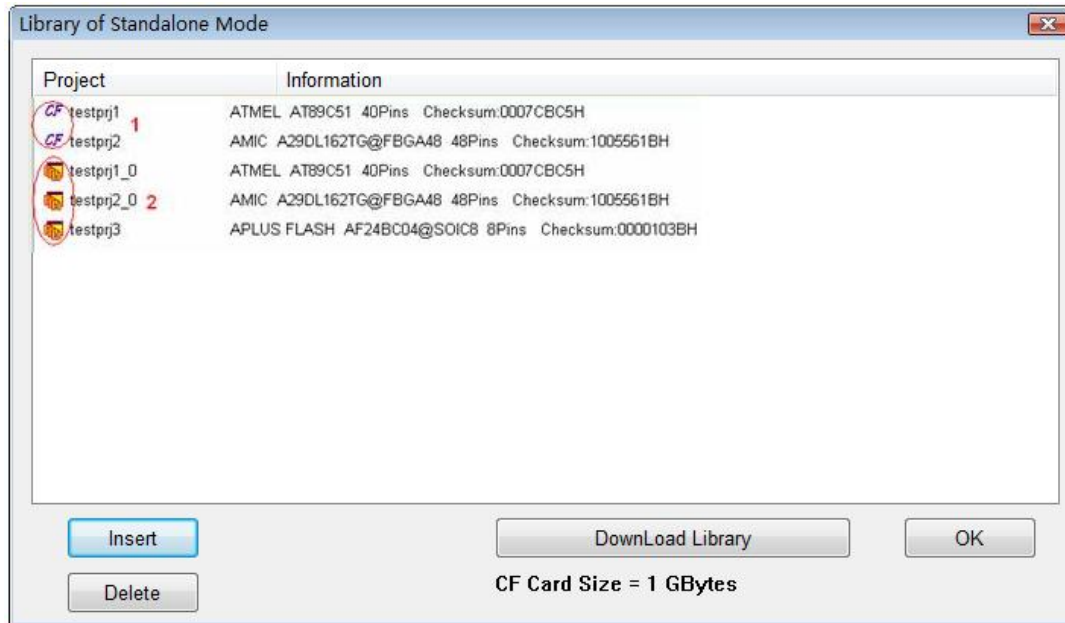 Library of Standalone Mode
Project Information
CF testprj1 ATMEL AT89C51 40Pins Checksum:0007CBC5H
1
CF testprj2 AMIC A29DL162TG@FBGA48 48Pins Checksum:1005561BH
testprj1_0 ATMEL AT89C51 40Pins Checksum:0007CBC5H
testprj2_0 2 AMIC A29DL162TG@FBGA48 48Pins Checksum:1005561BH
testprj3 APLUS FLASH AF24BC04@SOIC8 8Pins Checksum:0000103BH
Insert DownLoad Library OK
Delete CF Card Size = 1 GBytes